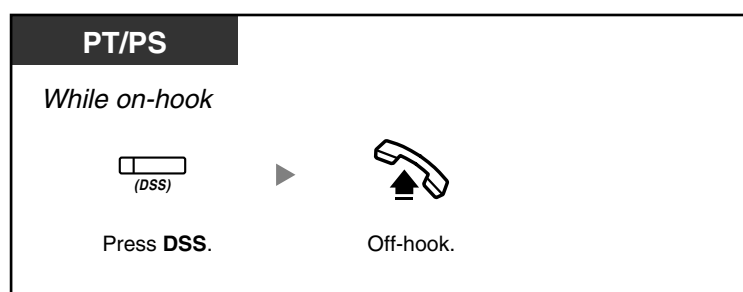 PT/PS
While on-hook
(DSS)
Press DSS.
Off-hook.